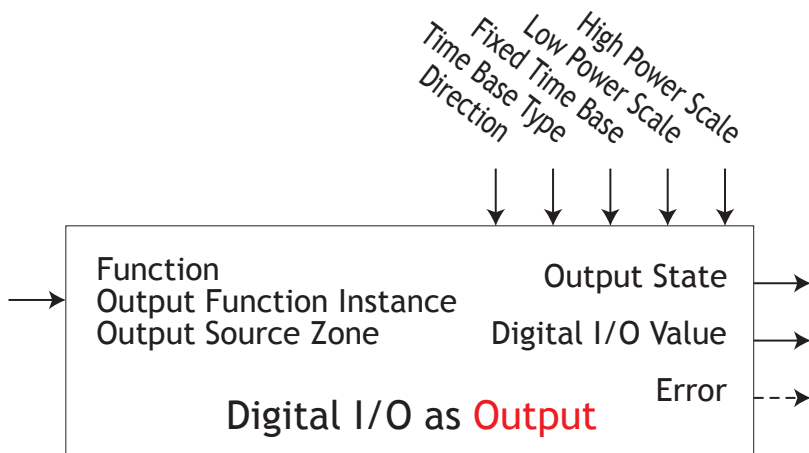 Direction
Time Base Type
Fixed Time Base
Low Power Scale
High Power Scale
Function
Output Function Instance
Output Source Zone
Output State
Digital I/O Value
Error
Digital I/O as Output